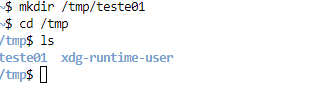 ~$ mkdir /tmp/teste01
~$ cd /tmp
/tmp$ ls
teste01  xdg-runtime-user
/tmp$